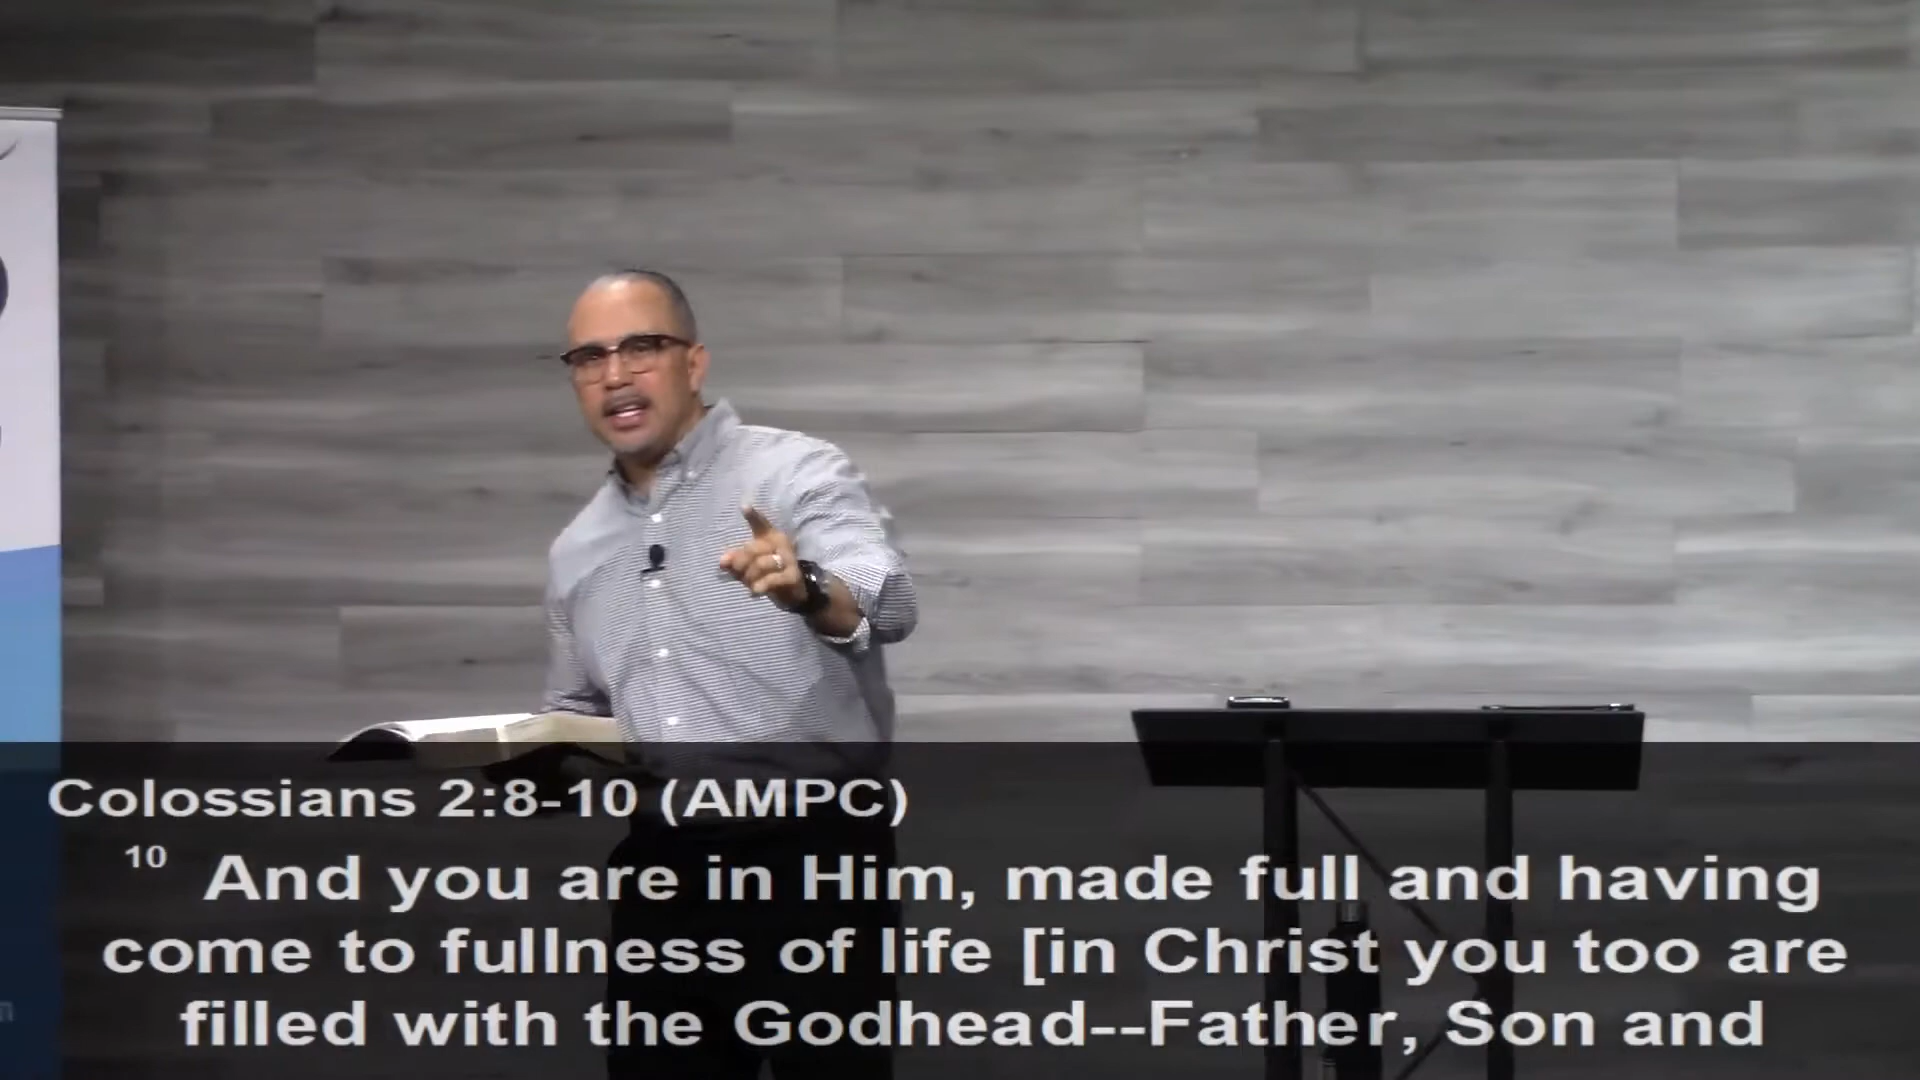 Colossians 2:8-10 (AMPC)
10 And you are in Him, made full and having
come to fullness of life [in Christ you too are
filled with the Godhead--Father, Son and